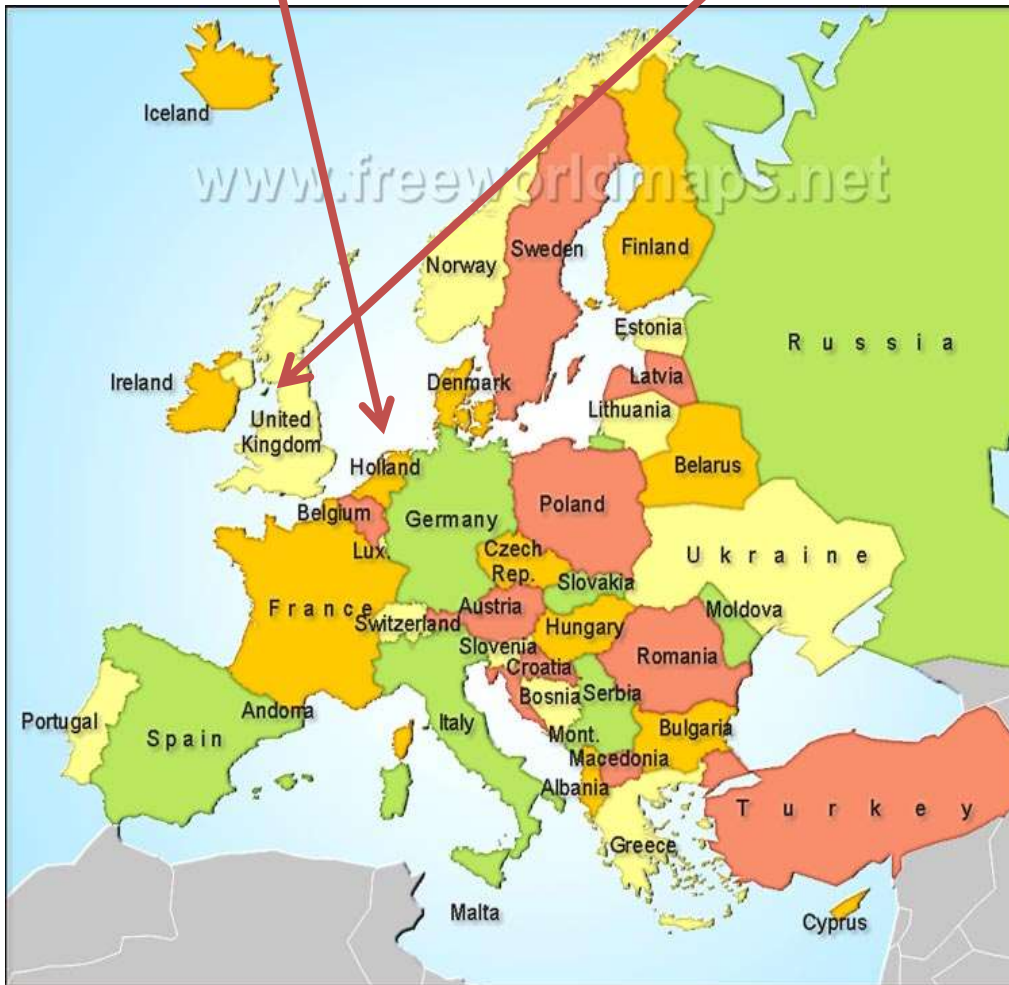 Iceland
www.freeworldmaps.net
Norway
Sweden
Finland
Estonia
Russia
Latvia
Lithuania
Ireland
Denmark
United
Kingdom
Holland
Belarus
Belgium
Germany
Poland
Lux.
Czech
Rep.
Ukraine
Slovakia
France
Switzerland
Austria
Hungary
Moldova
Slovenia
Croatia
Romania
Bosnia
Serbia
Portugal
Spain
Andorra
Italy
Mont.
Bulgaria
Macedonia
Albania
Turkey
Greece
Malta
Cyprus